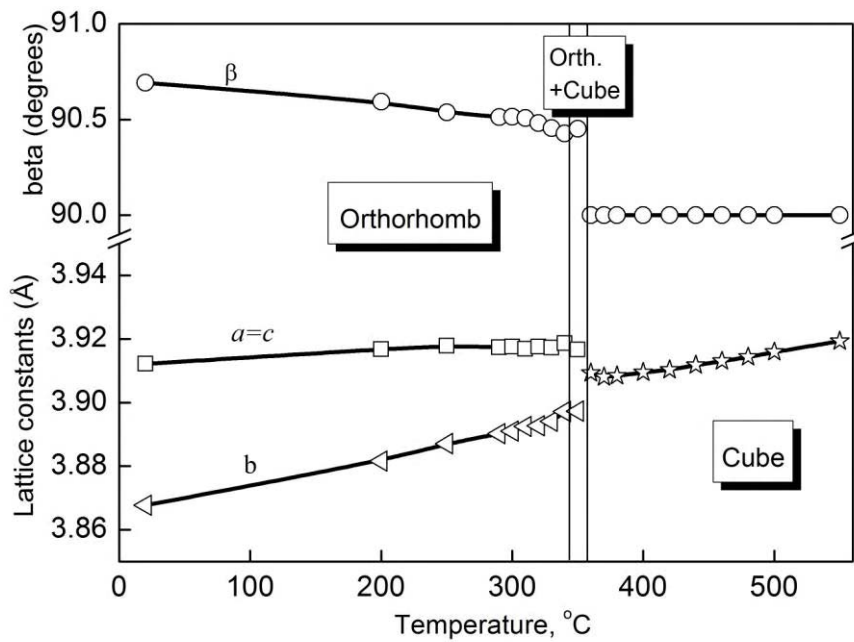 91.0
90.5
90.0
3.94
3.92
3.90
3.88
3.86
beta (degrees)
Lattice constants (Å)
β
Orth.
+Cube
Orthorhomb
a=c
b
Cube
0
100
200
300
400
500
Temperature, °C